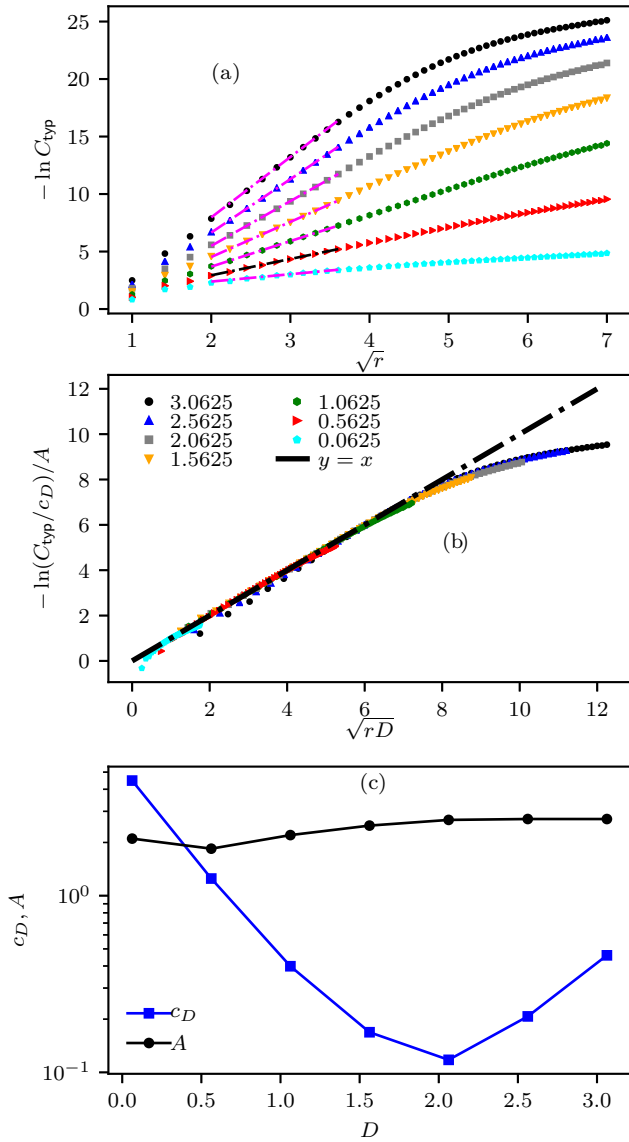 25
20
15
10
5
0
− ln C_typ
(a)
1 2 3 4 5 6 7
√r
12
10
8
6
4
2
0
− ln(C_typ/c_D)/A
3.0625 1.0625
2.5625 0.5625
2.0625 0.0625
1.5625 y = x
(b)
0 2 4 6 8 10 12
√rD
(c)
10⁰
10⁻¹
c_D, A
c_D
A
0.0 0.5 1.0 1.5 2.0 2.5 3.0
D